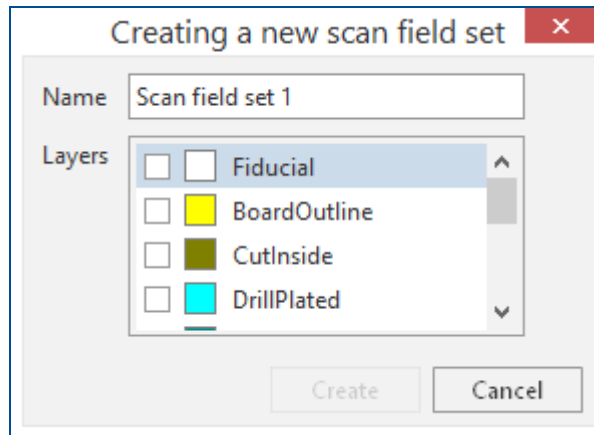 Creating a new scan field set
Name Scan field set 1
Layers
Fiducial
BoardOutline
CutInside
DrillPlated
Create Cancel